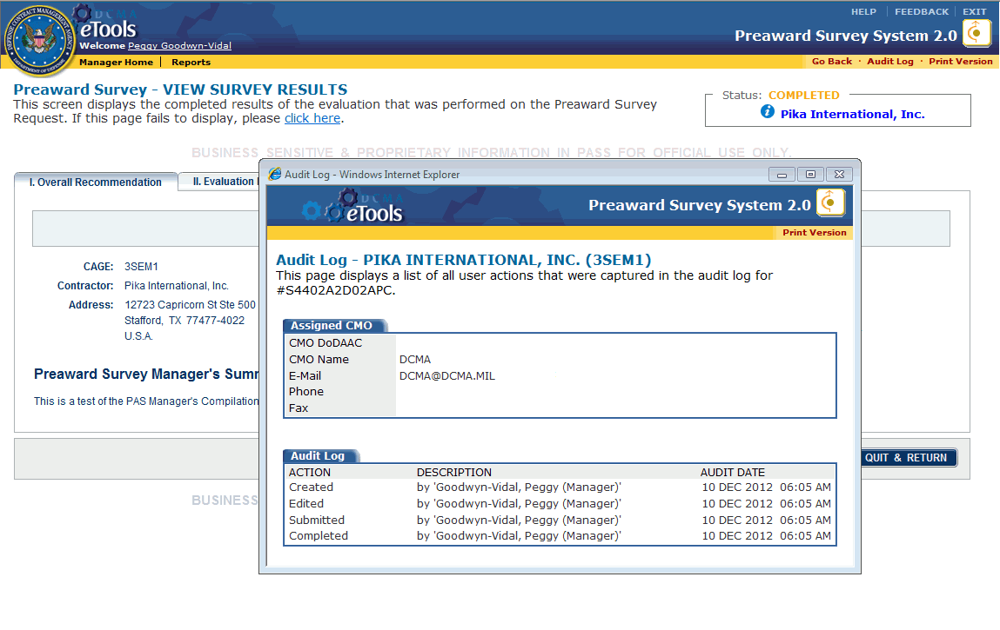 HELP FEEDBACK EXIT
DCMA
eTools
Preaward Survey System 2.0
Welcome Peggy Goodwyn-Vidal
Manager Home Reports
Go Back · Audit Log · Print Version
DEFENSE CONTRACT MANAGEMENT AGENCY
DEPARTMENT OF DEFENSE
Preaward Survey - VIEW SURVEY RESULTS
This screen displays the completed results of the evaluation that was performed on the Preaward Survey
Request. If this page fails to display, please click here.
Status: COMPLETED
Pika International, Inc.
BUSINESS SENSITIVE & PROPRIETARY INFORMATION IN PASS FOR OFFICIAL USE ONLY.
I. Overall Recommendation
II. Evaluation
CAGE: 3SEM1
Contractor: Pika International, Inc.
Address: 12723 Capricorn St Ste 500
Stafford, TX 77477-4022
U.S.A.
Preaward Survey Manager's Sum
This is a test of the PAS Manager's Compilation
QUIT & RETURN
BUSINESS
Audit Log - Windows Internet Explorer
DCMA
eTools
Preaward Survey System 2.0
Print Version
Audit Log - PIKA INTERNATIONAL, INC. (3SEM1)
This page displays a list of all user actions that were captured in the audit log for
#S4402A2D02APC.
Assigned CMO
CMO DoDAAC
CMO Name DCMA
E-Mail DCMA@DCMA.MIL
Phone
Fax
Audit Log
ACTION DESCRIPTION AUDIT DATE
Created by 'Goodwyn-Vidal, Peggy (Manager)' 10 DEC 2012 06:05 AM
Edited by 'Goodwyn-Vidal, Peggy (Manager)' 10 DEC 2012 06:05 AM
Submitted by 'Goodwyn-Vidal, Peggy (Manager)' 10 DEC 2012 06:05 AM
Completed by 'Goodwyn-Vidal, Peggy (Manager)' 10 DEC 2012 06:05 AM